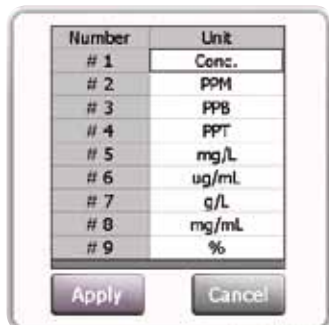 Number Unit
# 1 Conc.
# 2 PPM
# 3 PPB
# 4 PPT
# 5 mg/L
# 6 ug/mL
# 7 g/L
# 8 mg/mL
# 9 %
Apply Cancel